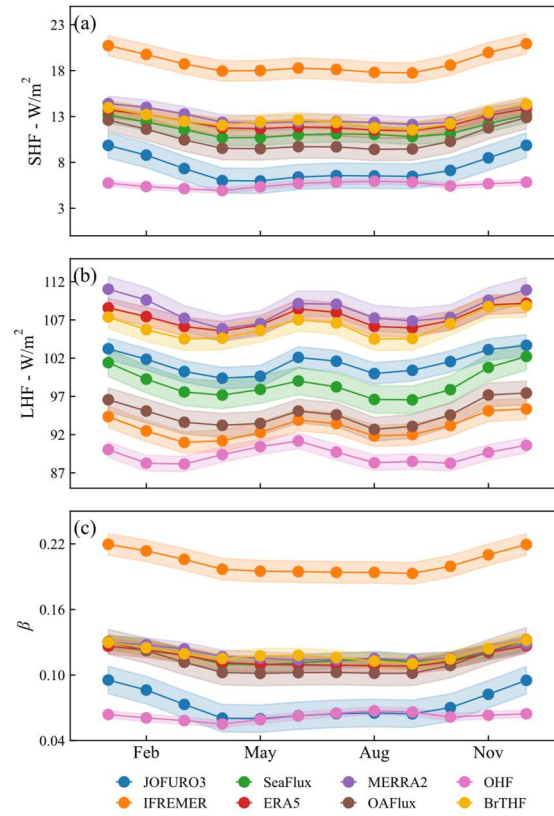 (a)
23
18
13
8
3
SHF - W/m²
(b)
112
107
102
97
92
87
LHF - W/m²
(c)
0.22
0.16
0.10
0.04
β
Feb May Aug Nov
JOFURO3 SeaFlux MERRA2 OHF
IFREMER ERA5 OAFlux BrTHF